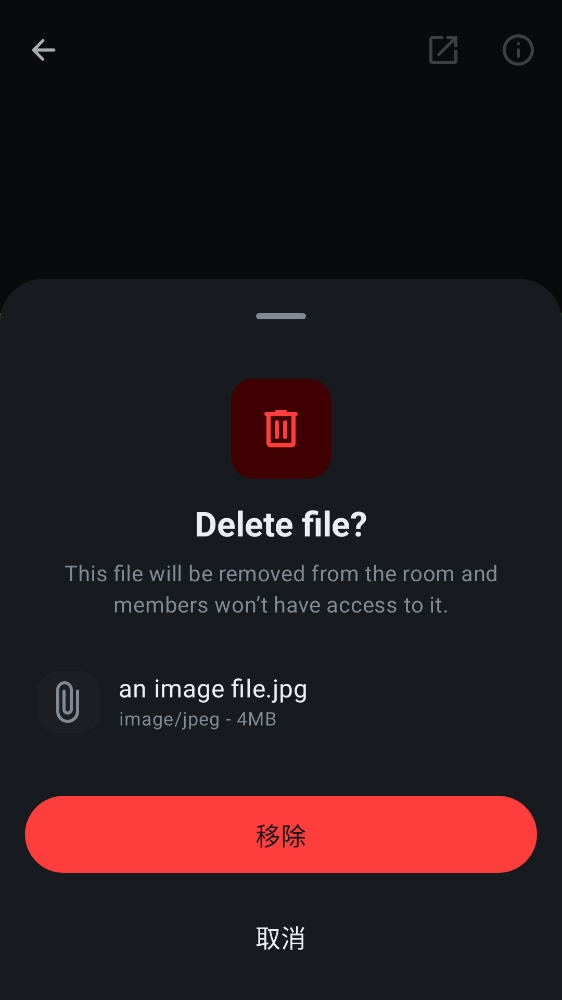 Delete file?
This file will be removed from the room and
members won’t have access to it.
an image file.jpg
image/jpeg - 4MB
移除
取消